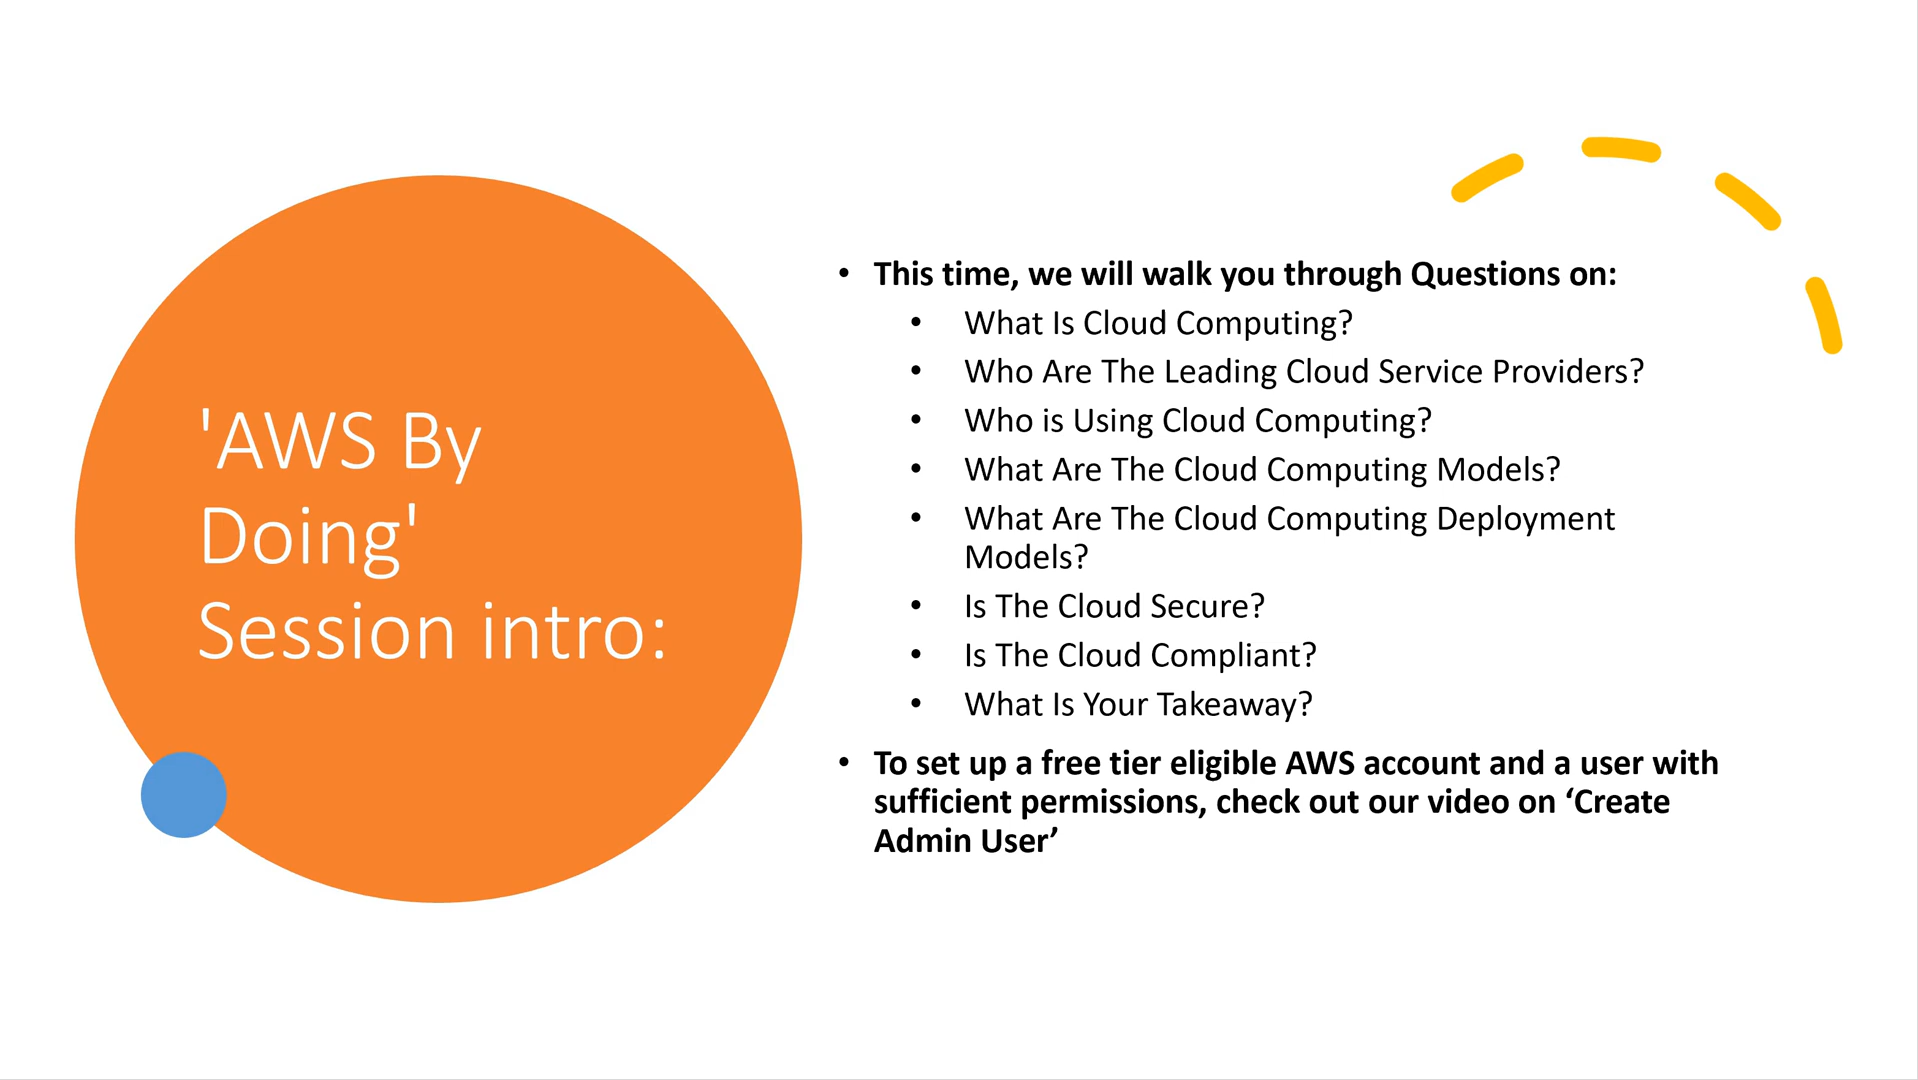 'AWS By
Doing'
Session intro:
• This time, we will walk you through Questions on:
• What Is Cloud Computing?
• Who Are The Leading Cloud Service Providers?
• Who is Using Cloud Computing?
• What Are The Cloud Computing Models?
• What Are The Cloud Computing Deployment
Models?
• Is The Cloud Secure?
• Is The Cloud Compliant?
• What Is Your Takeaway?
• To set up a free tier eligible AWS account and a user with
sufficient permissions, check out our video on ‘Create
Admin User’